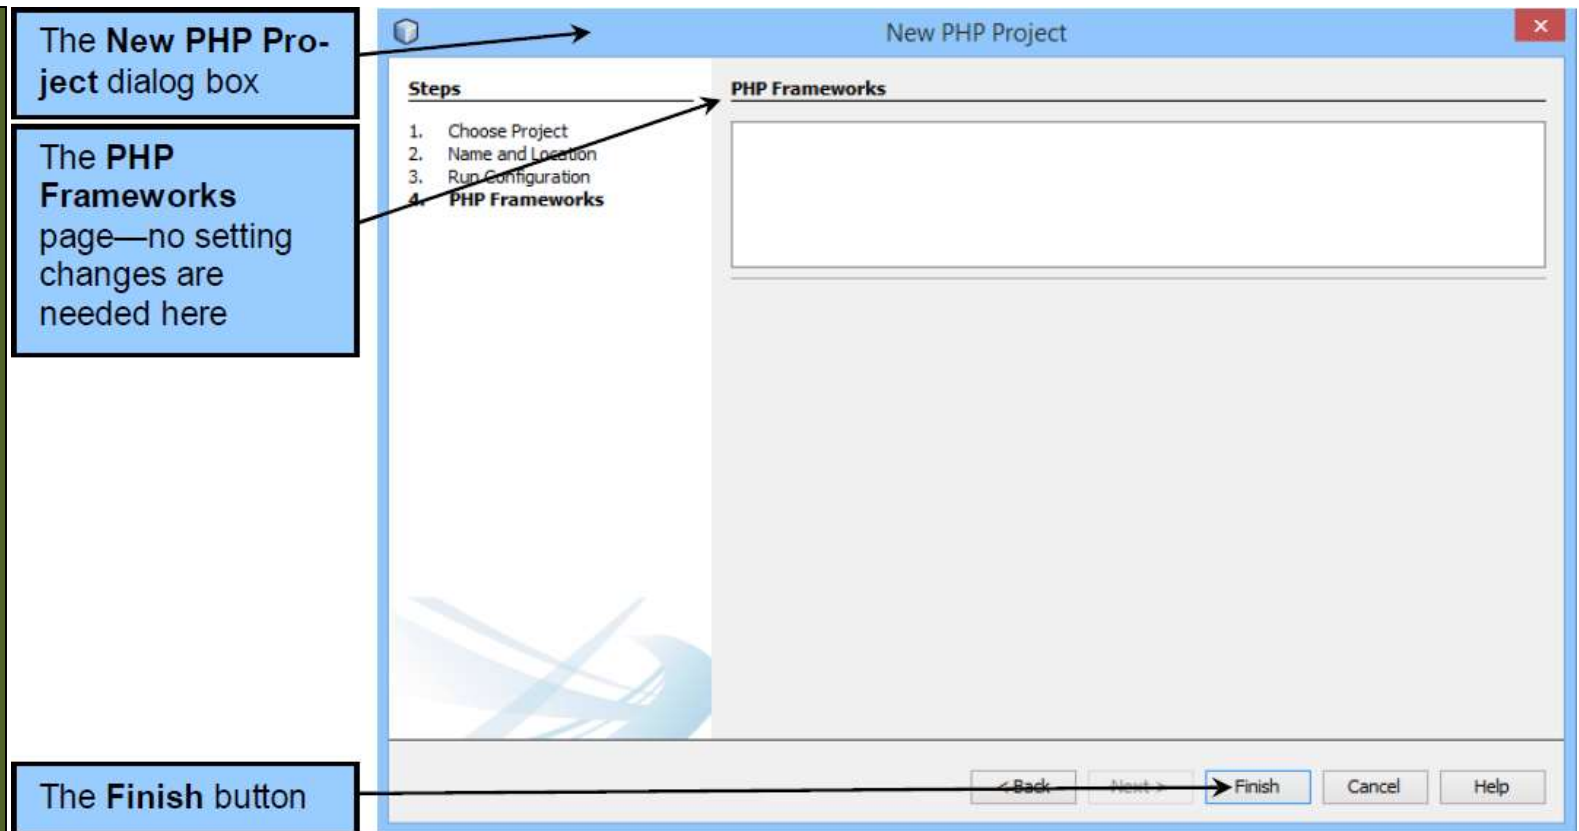 The New PHP Pro-
ject dialog box
The PHP
Frameworks
page—no setting
changes are
needed here
The Finish button
New PHP Project
Steps
1. Choose Project
2. Name and Location
3. Run Configuration
4. PHP Frameworks
PHP Frameworks
< Back Next > Finish Cancel Help